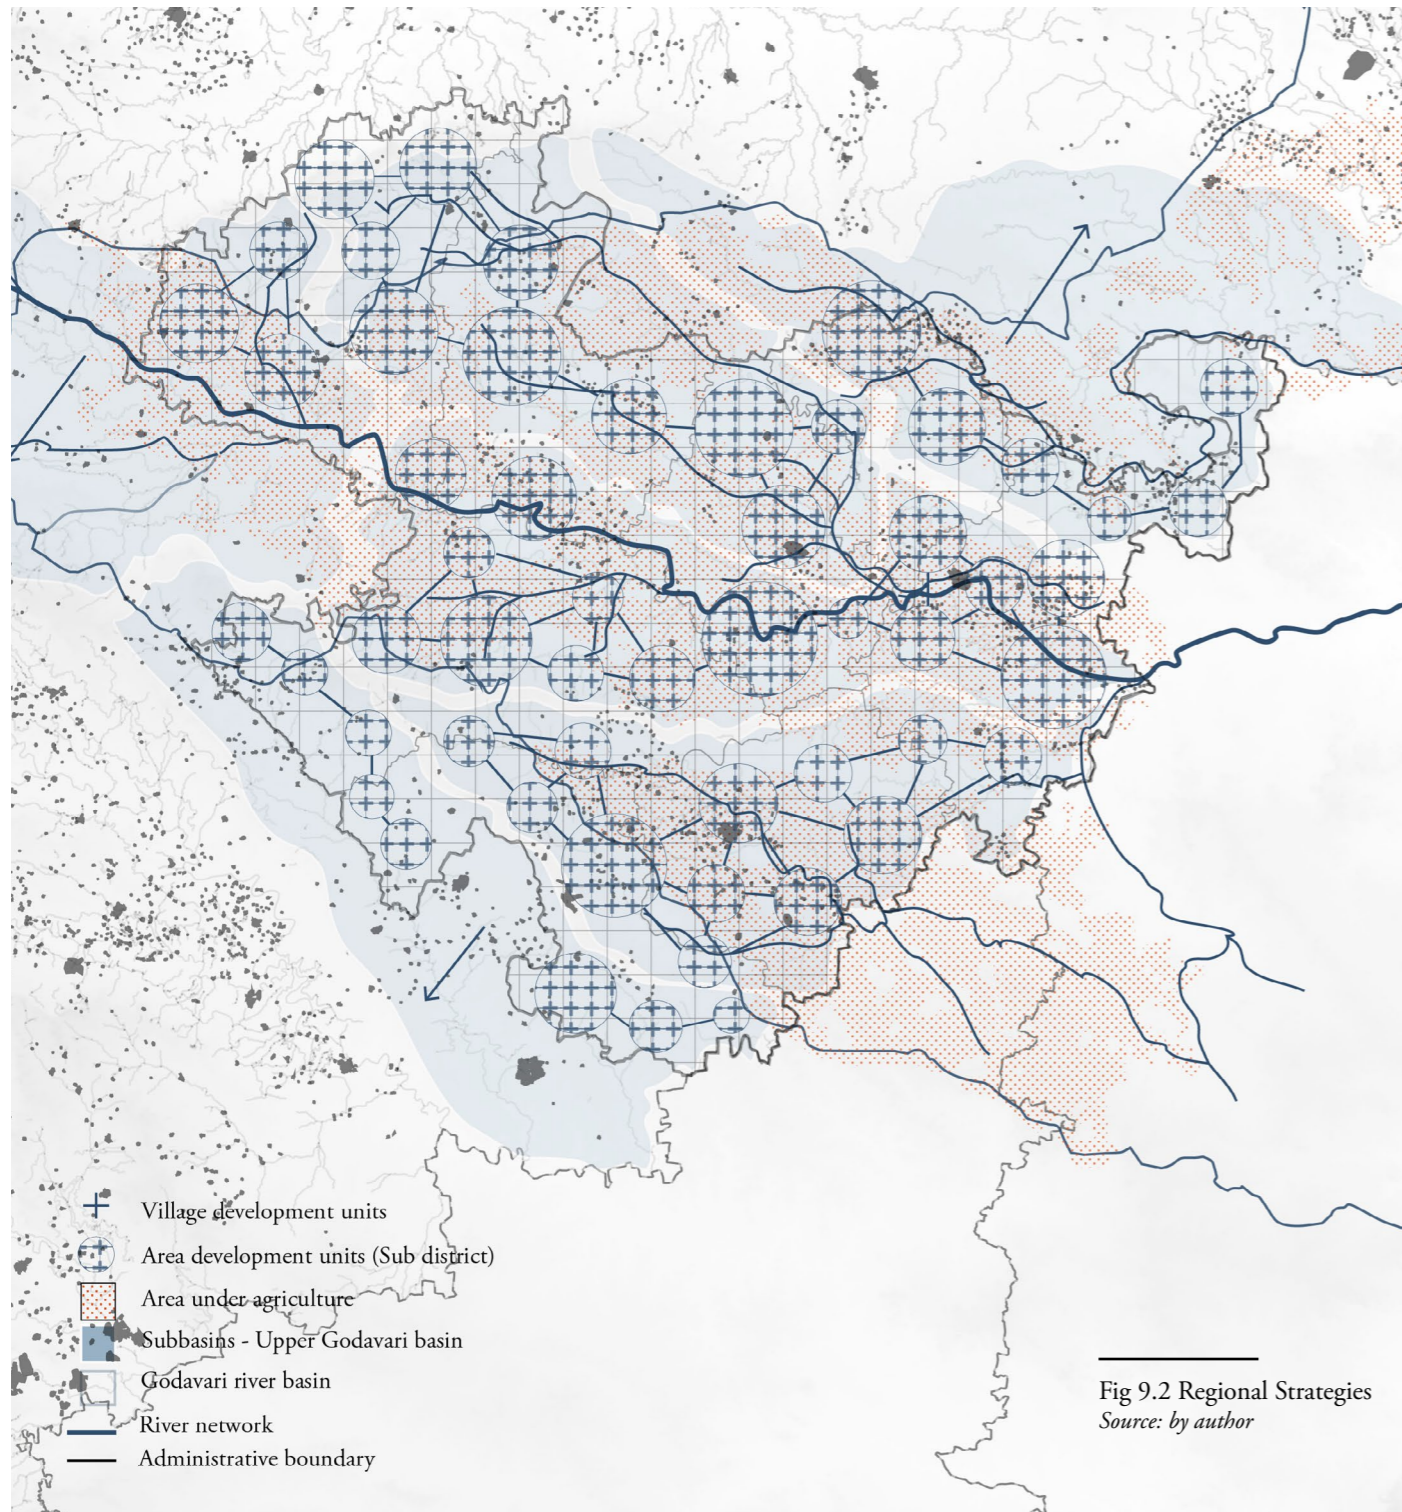 Village development units
Area development units (Sub district)
Area under agriculture
Subbasins - Upper Godavari basin
Godavari river basin
River network
Administrative boundary
Fig 9.2 Regional Strategies
Source: by author